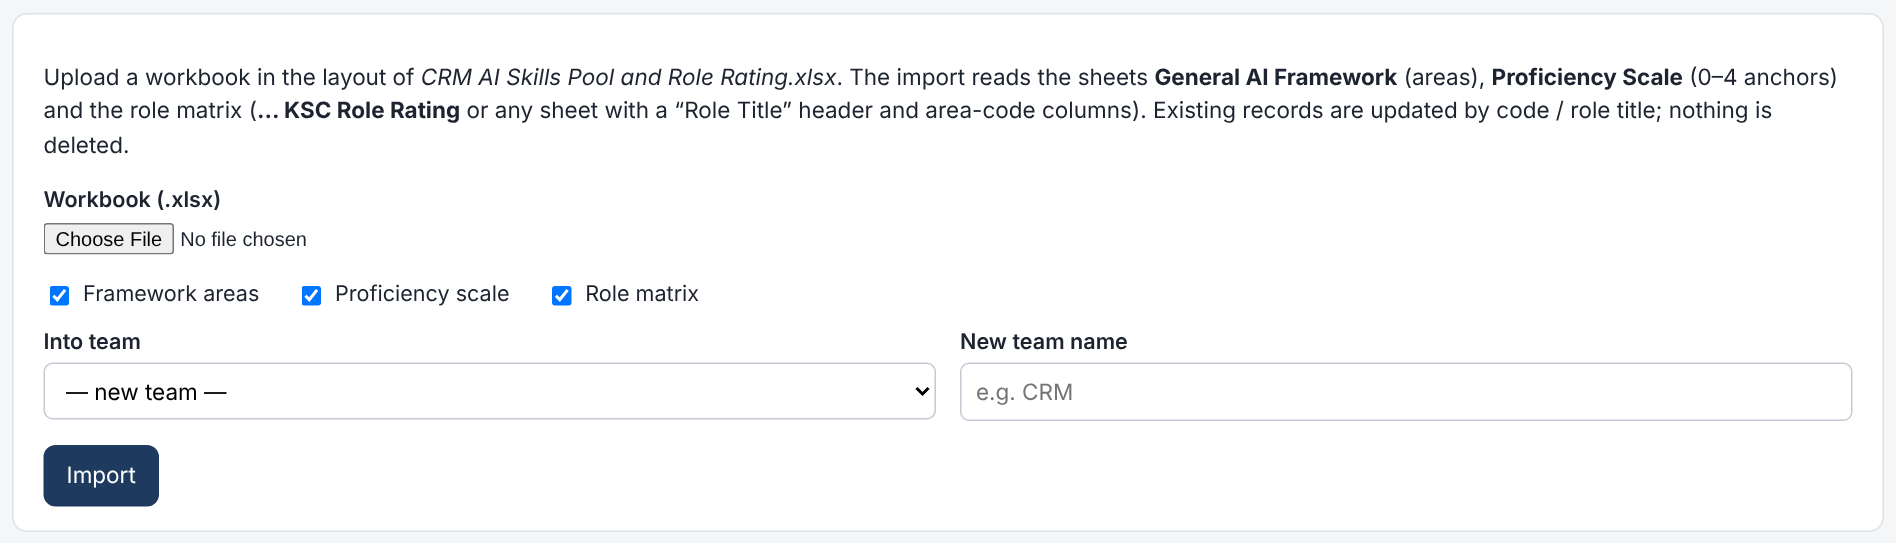 Upload a workbook in the layout of CRM AI Skills Pool and Role Rating.xlsx. The import reads the sheets General AI Framework (areas), Proficiency Scale (0–4 anchors)
and the role matrix (… KSC Role Rating or any sheet with a “Role Title” header and area-code columns). Existing records are updated by code / role title; nothing is
deleted.
Workbook (.xlsx)
Choose File No file chosen
Framework areas Proficiency scale Role matrix
Into team New team name
— new team — e.g. CRM
Import